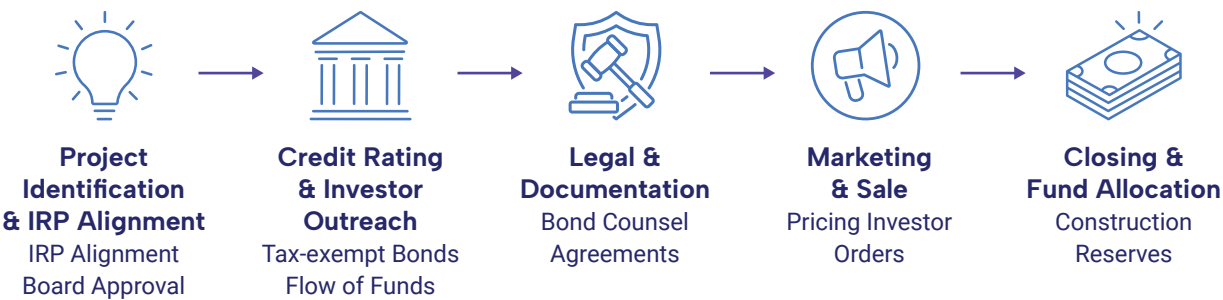 Project
Identification
& IRP Alignment
IRP Alignment
Board Approval
Credit Rating
& Investor
Outreach
Tax-exempt Bonds
Flow of Funds
Legal &
Documentation
Bond Counsel
Agreements
Marketing
& Sale
Pricing Investor
Orders
Closing &
Fund Allocation
Construction
Reserves